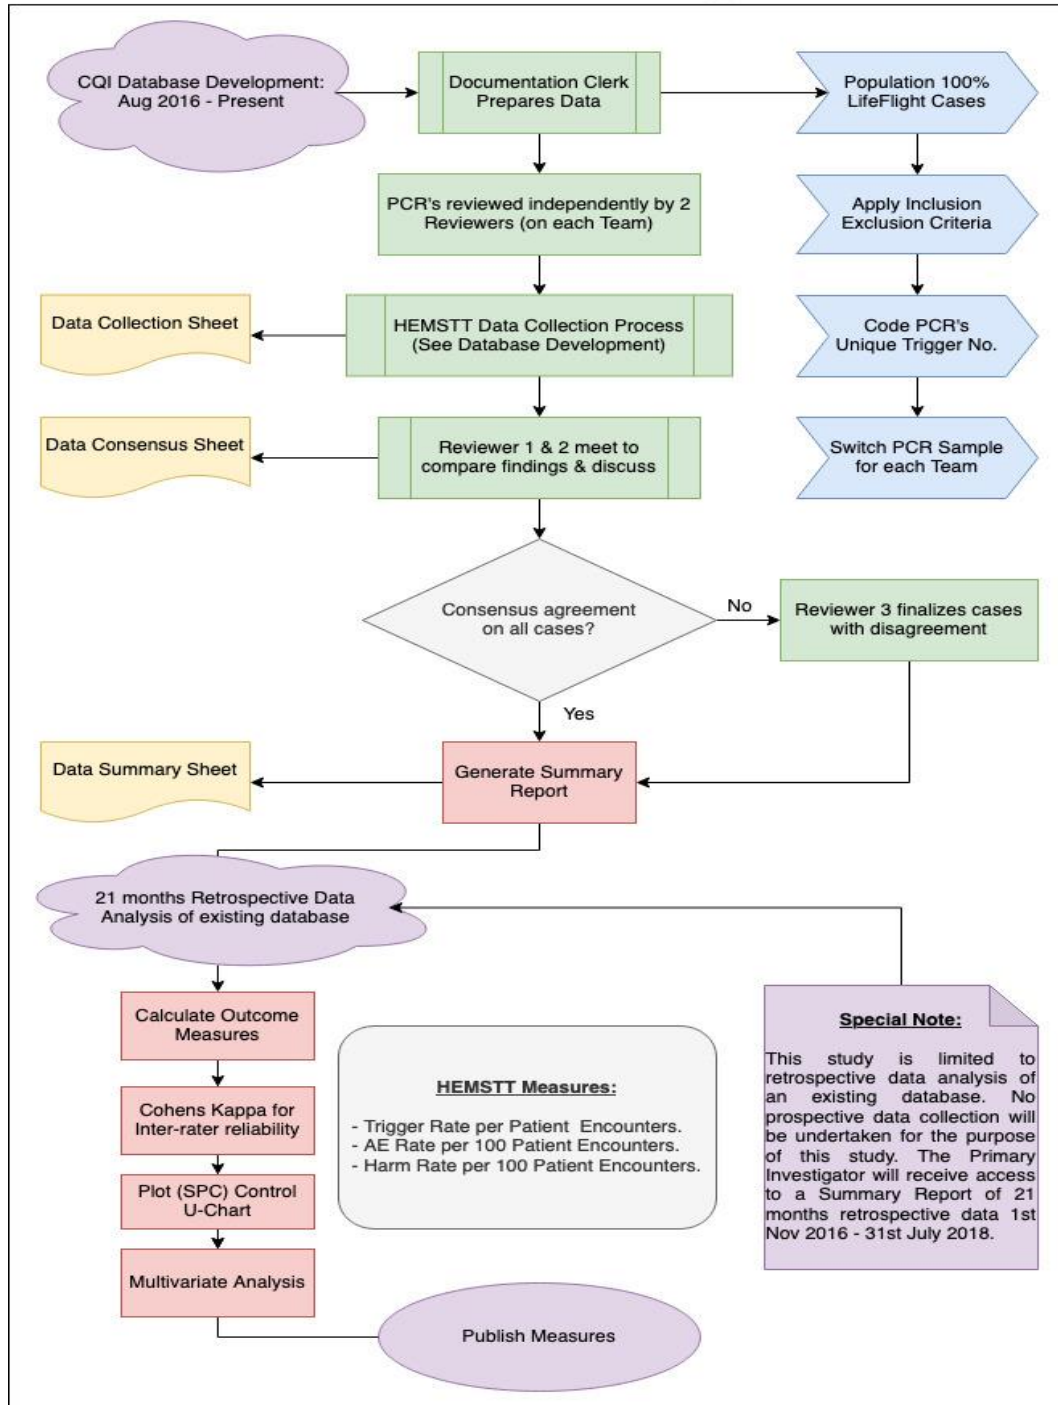 CQI Database Development:
Aug 2016 - Present
Documentation Clerk
Prepares Data
Population 100%
LifeFlight Cases
PCR's reviewed independently by 2
Reviewers (on each Team)
Apply Inclusion
Exclusion Criteria
Data Collection Sheet
HEMSTT Data Collection Process
(See Database Development)
Code PCR's
Unique Trigger No.
Data Consensus Sheet
Reviewer 1 & 2 meet to
compare findings & discuss
Switch PCR Sample
for each Team
Consensus agreement
on all cases?
No
Reviewer 3 finalizes cases
with disagreement
Yes
Data Summary Sheet
Generate Summary
Report
21 months Retrospective Data
Analysis of existing database
Calculate Outcome
Measures
Cohens Kappa for
Inter-rater reliability
Plot (SPC) Control
U-Chart
Multivariate Analysis
HEMSTT Measures:
- Trigger Rate per Patient Encounters.
- AE Rate per 100 Patient Encounters.
- Harm Rate per 100 Patient Encounters.
Special Note:
This study is limited to
retrospective data analysis of
an existing database. No
prospective data collection will
be undertaken for the purpose
of this study. The Primary
Investigator will receive access
to a Summary Report of 21
months retrospective data 1st
Nov 2016 - 31st July 2018.
Publish Measures